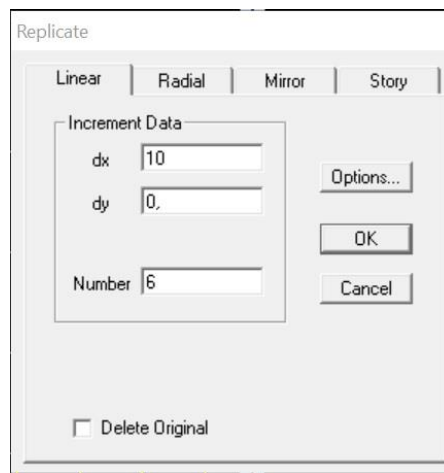 Replicate
Linear Radial Mirror Story
Increment Data
dx 10
dy 0,
Number 6
Options...
OK
Cancel
Delete Original